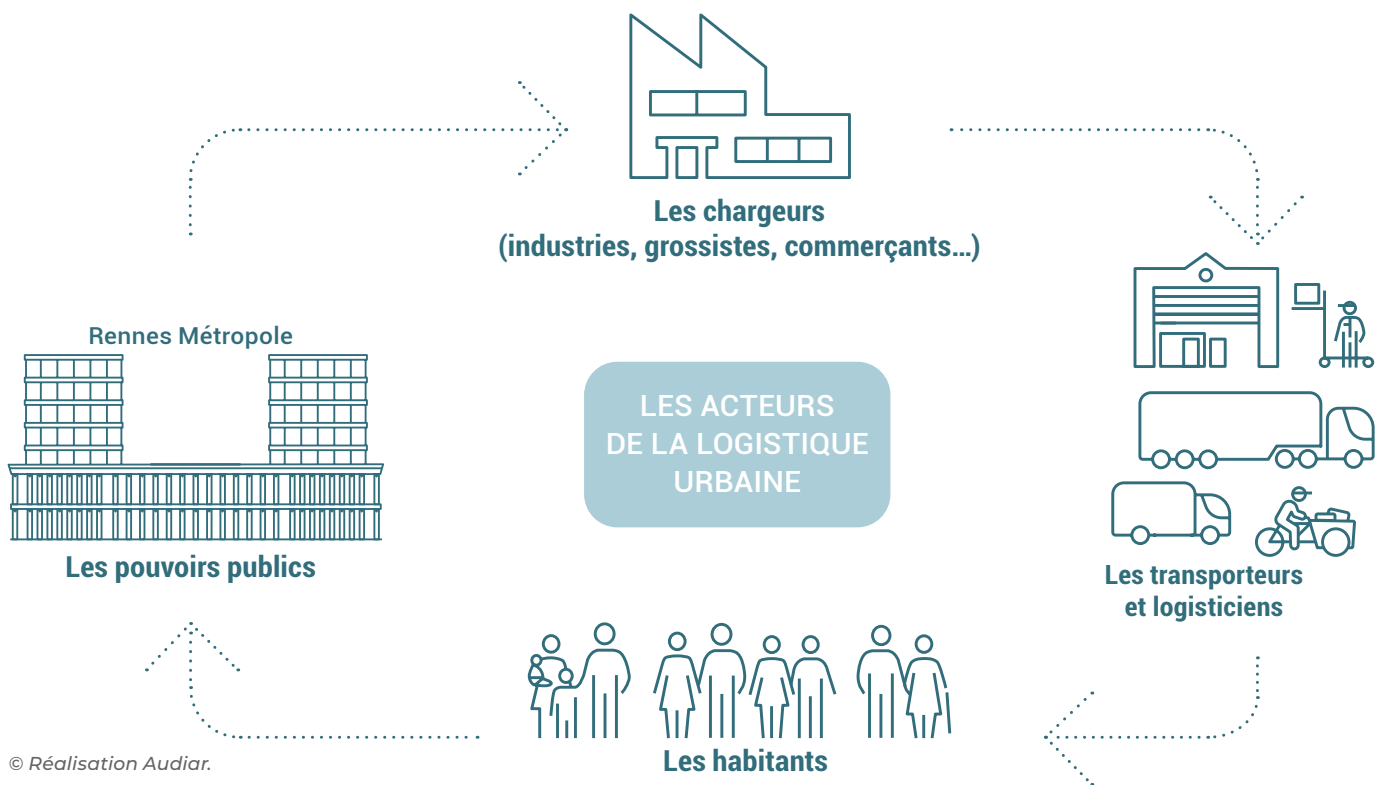 Les chargeurs
(industries, grossistes, commerçants...)
Rennes Métropole
LES ACTEURS
DE LA LOGISTIQUE
URBAINE
Les pouvoirs publics
Les transporteurs
et logisticiens
Les habitants
© Réalisation Audiar.